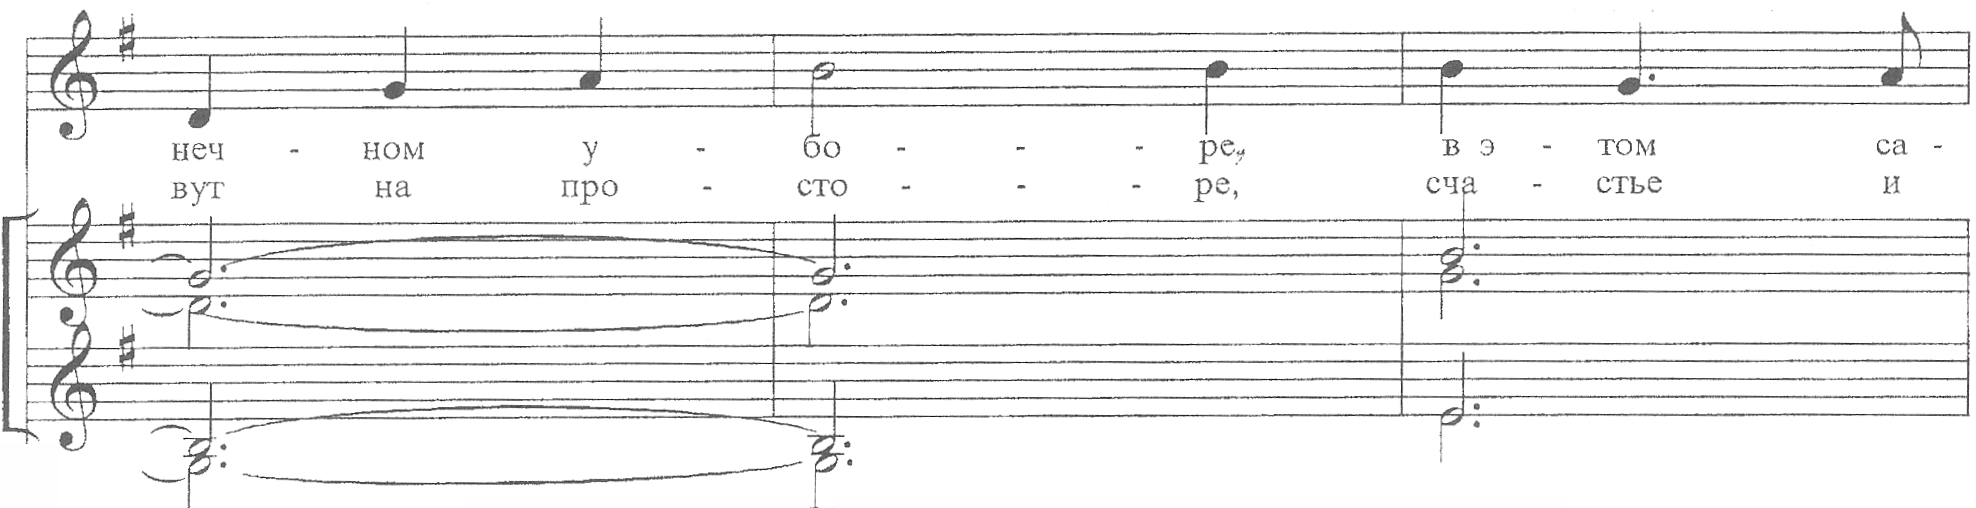 неч - ном у - бо - - - ре, в э - том са -
вут на про - сто - - - ре, сча - стье и